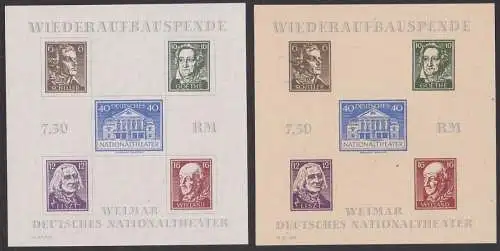 WIEDERAUFBAUSPENDE
6 6
SCHILLER
10 10
GOETHE
40 DEUTSCHES 40
NATIONALTHEATER
7.50 RM
12 12
LISZT
16 16
WIELAND
WEIMAR
DEUTSCHES NATIONALTHEATER
WIEDERAUFBAUSPENDE
6 6
SCHILLER
10 10
GOETHE
40 DEUTSCHES 40
NATIONALTHEATER
7.50 RM
12 12
LISZT
16 16
WIELAND
WEIMAR
DEUTSCHES NATIONALTHEATER